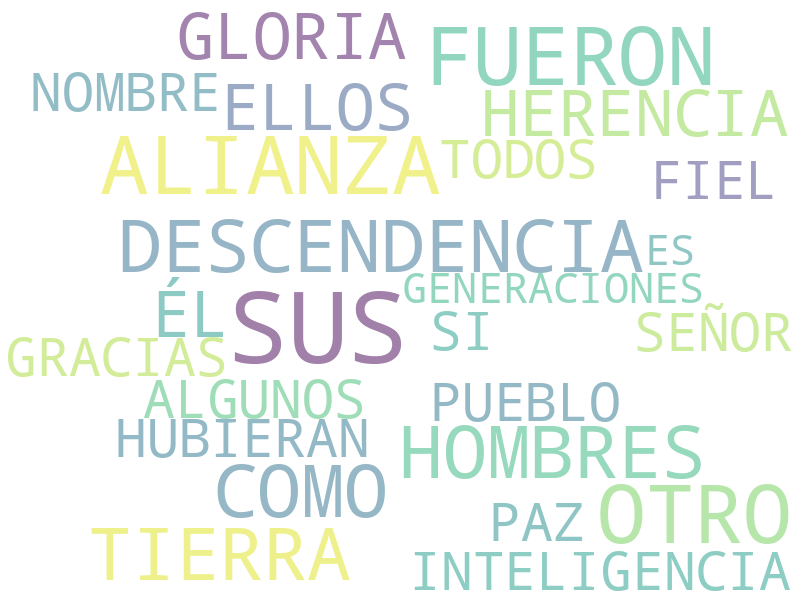 GLORIA
FUERON
NOMBRE
ELLOS
HERENCIA
ALIANZA
TODOS
FIEL
DESCENDENCIA
ES
GENERACIONES
ÉL
SUS
SI
SEÑOR
GRACIAS
ALGUNOS
PUEBLO
HUBIERAN
HOMBRES
COMO
OTRO
PAZ
TIERRA
INTELIGENCIA